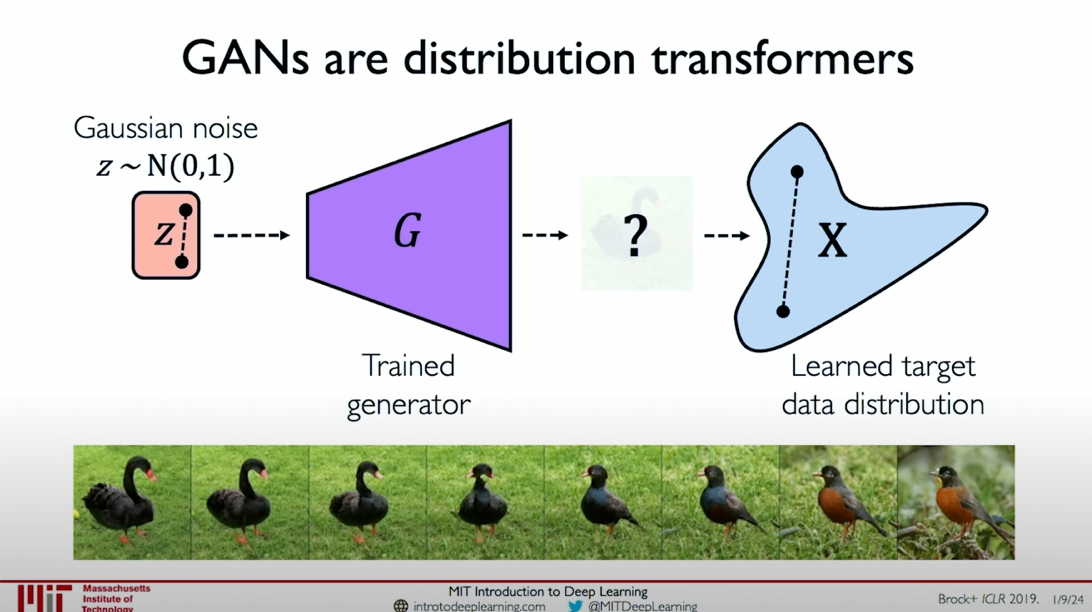 GANs are distribution transformers
Gaussian noise
z ~ N(0,1)
z
G
?
X
Trained
generator
Learned target
data distribution
MIT
Massachusetts
Institute of
Technology
MIT Introduction to Deep Learning
introtodeeplearning.com @MITDeepLearning
Brock+ ICLR 2019. 1/9/24